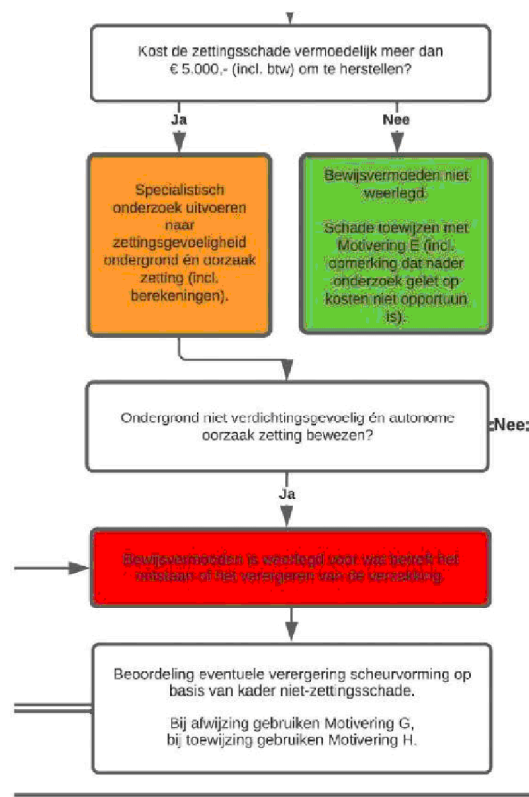 Kost de zettingsschade vermoedelijk meer dan
€ 5.000,- (incl. btw) om te herstellen?
Ja
Nee
Specialistisch
onderzoek uitvoeren
naar
zettingsgevoeligheid
ondergrond én oorzaak
zetting (incl.
berekeningen).
Bewijsvermoeden niet
weerlegd.
Schade toewijzen met
Motivering E (incl.
opmerking dat nader
onderzoek gelet op
kosten niet opportuun
is).
Ondergrond niet verdichtingsgevoelig én autonome
oorzaak zetting bewezen?
Nee:
Ja
Bewijsvermoeden is weerlegd voor wat betreft het
ontstaan of het verergeren van de verzakking.
Beoordeling eventuele verergering scheurvorming op
basis van kader niet-zettingsschade.
Bij afwijzing gebruiken Motivering G,
bij toewijzing gebruiken Motivering H.